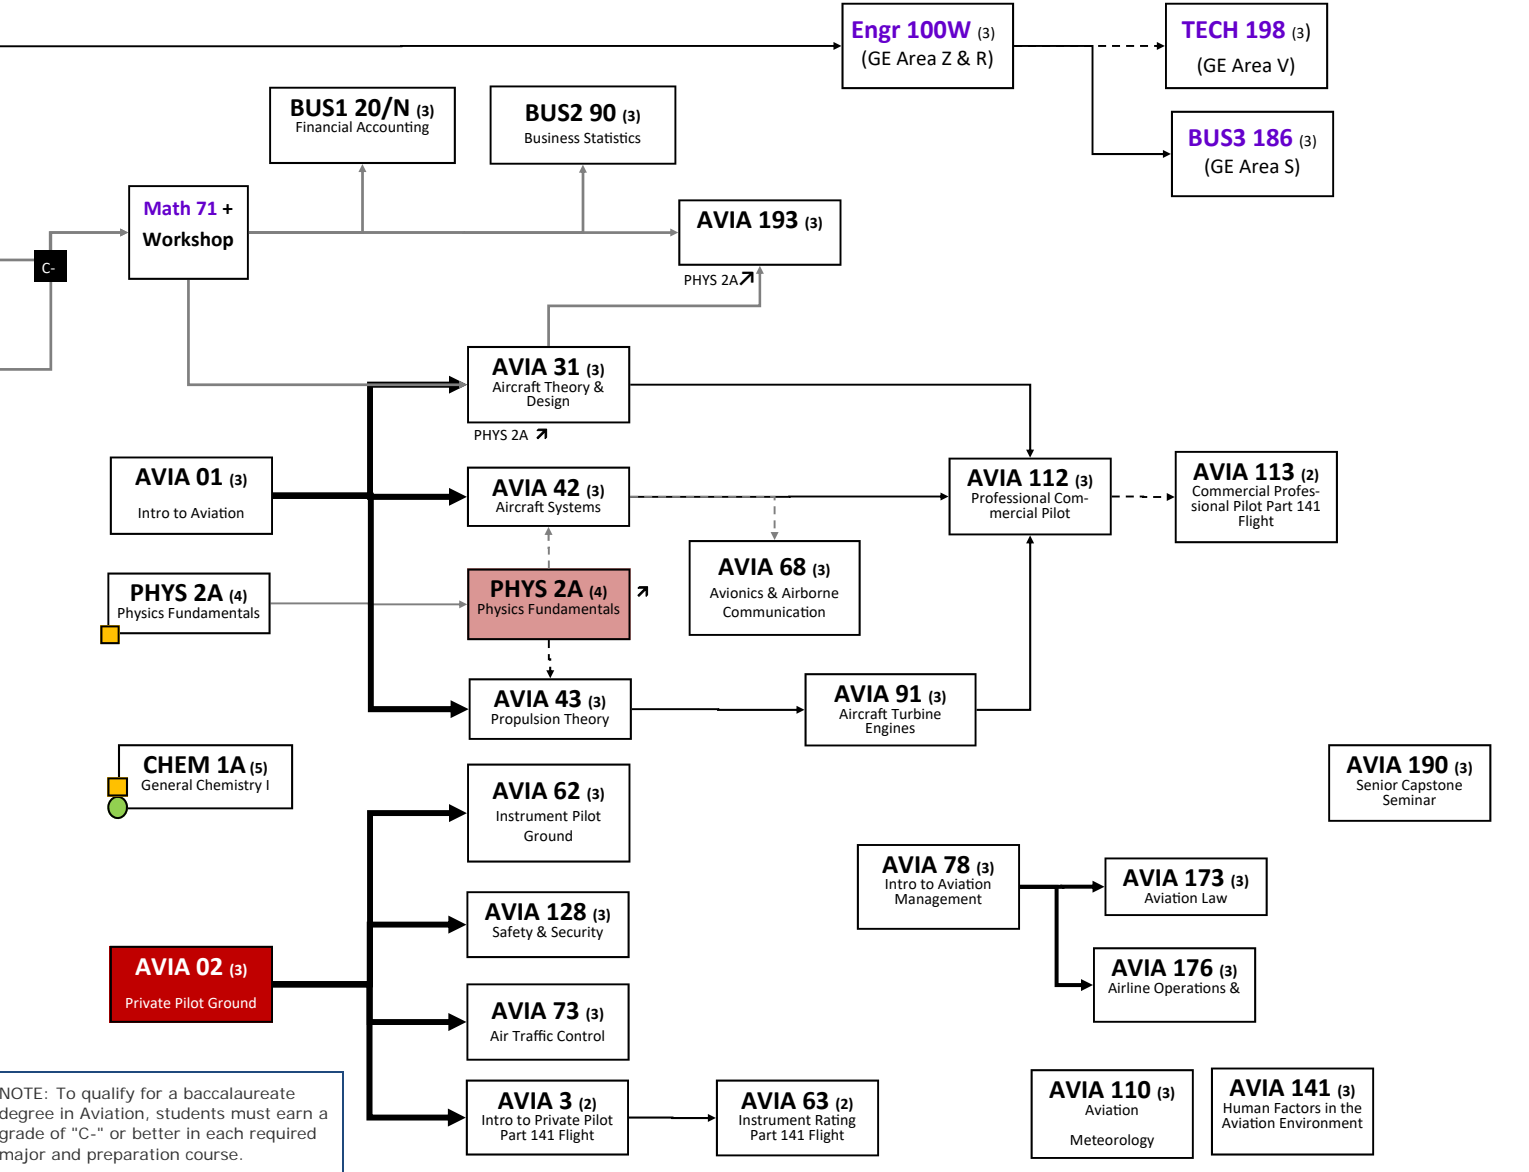 Engr 100W (3)
(GE Area Z & R)
TECH 198 (3)
(GE Area V)
BUS1 20/N (3)
Financial Accounting
BUS2 90 (3)
Business Statistics
BUS3 186 (3)
(GE Area S)
Math 71 +
Workshop
AVIA 193 (3)
C-
PHYS 2A
AVIA 31 (3)
Aircraft Theory &
Design
PHYS 2A
AVIA 01 (3)
Intro to Aviation
AVIA 42 (3)
Aircraft Systems
AVIA 112 (3)
Professional Com-
mercial Pilot
AVIA 113 (2)
Commercial Profes-
sional Pilot Part 141
Flight
PHYS 2A (4)
Physics Fundamentals
PHYS 2A (4)
Physics Fundamentals
AVIA 68 (3)
Avionics & Airborne
Communication
AVIA 43 (3)
Propulsion Theory
AVIA 91 (3)
Aircraft Turbine
Engines
CHEM 1A (5)
General Chemistry I
AVIA 62 (3)
Instrument Pilot
Ground
AVIA 190 (3)
Senior Capstone
Seminar
AVIA 78 (3)
Intro to Aviation
Management
AVIA 173 (3)
Aviation Law
AVIA 128 (3)
Safety & Security
AVIA 02 (3)
Private Pilot Ground
AVIA 176 (3)
Airline Operations &
AVIA 73 (3)
Air Traffic Control
AVIA 3 (2)
Intro to Private Pilot
Part 141 Flight
AVIA 63 (2)
Instrument Rating
Part 141 Flight
AVIA 110 (3)
Aviation
Meteorology
AVIA 141 (3)
Human Factors in the
Aviation Environment
NOTE: To qualify for a baccalaureate
degree in Aviation, students must earn a
grade of "C-" or better in each required
major and preparation course.